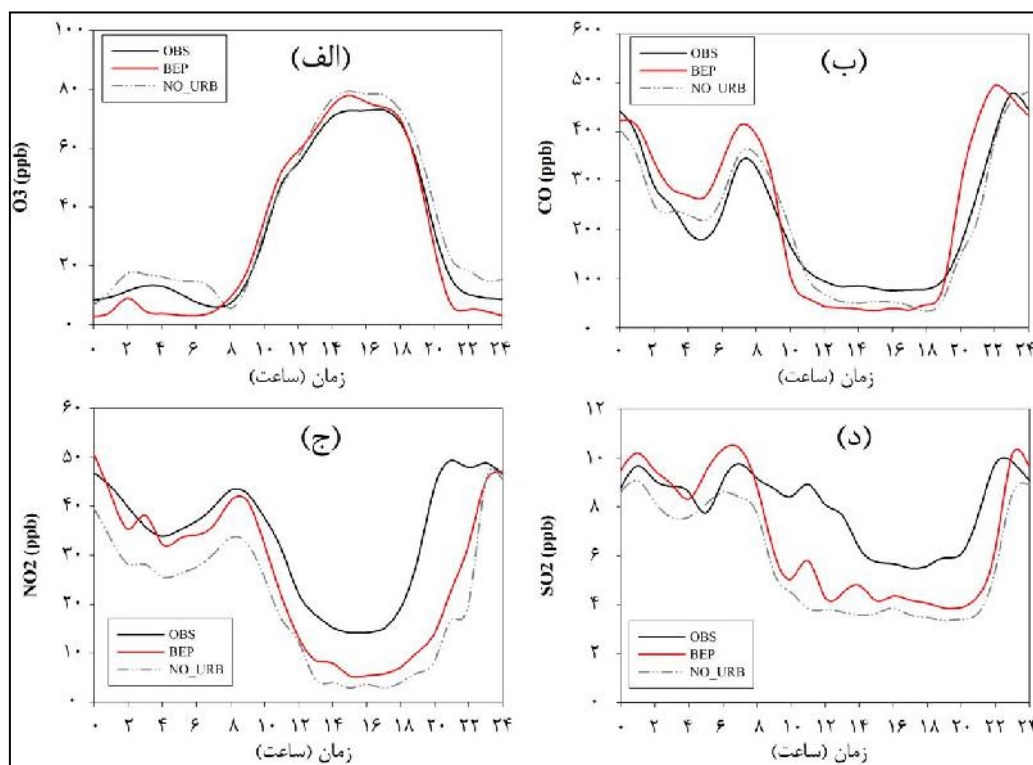 (الف)
OBS
BEP
NO_URB
O3 (ppb)
۱۰۰
۸۰
۶۰
۴۰
۲۰
۰
۰ ۲ ۴ ۶ ۸ ۱۰ ۱۲ ۱۴ ۱۶ ۱۸ ۲۰ ۲۲ ۲۴
زمان (ساعت)
(ب)
OBS
BEP
NO_URB
CO (ppb)
۶۰۰
۵۰۰
۴۰۰
۳۰۰
۲۰۰
۱۰۰
۰
۰ ۲ ۴ ۶ ۸ ۱۰ ۱۲ ۱۴ ۱۶ ۱۸ ۲۰ ۲۲ ۲۴
زمان (ساعت)
(ج)
NO2 (ppb)
۶۰
۵۰
۴۰
۳۰
۲۰
۱۰
۰
OBS
BEP
NO_URB
۰ ۲ ۴ ۶ ۸ ۱۰ ۱۲ ۱۴ ۱۶ ۱۸ ۲۰ ۲۲ ۲۴
زمان (ساعت)
(د)
SO2 (ppb)
۱۲
۱۰
۸
۶
۴
۲
۰
OBS
BEP
NO_URB
۰ ۲ ۴ ۶ ۸ ۱۰ ۱۲ ۱۴ ۱۶ ۱۸ ۲۰ ۲۲ ۲۴
زمان (ساعت)